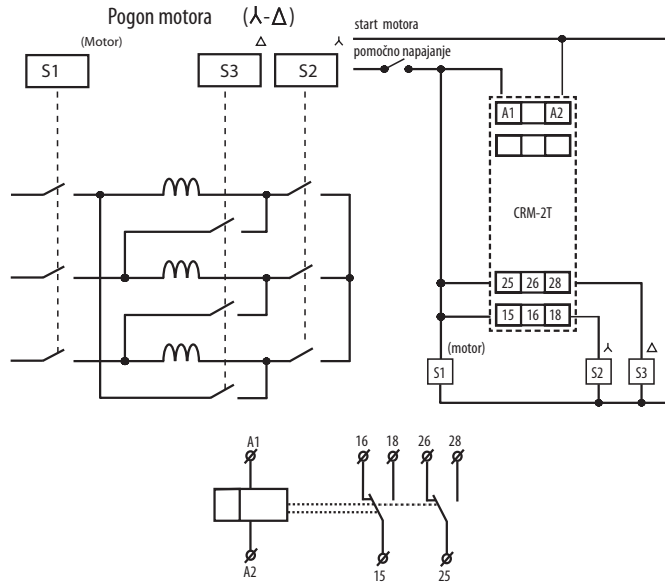 Pogon motora (⅄-Δ)
(Motor)
S1
Δ
S3
⅄
S2
start motora
pomočno napajanje
A1 A2
CRM-2T
25 26 28
15 16 18
(motor)
S1
⅄
S2
Δ
S3
A1
16 18 26 28
A2
15 25